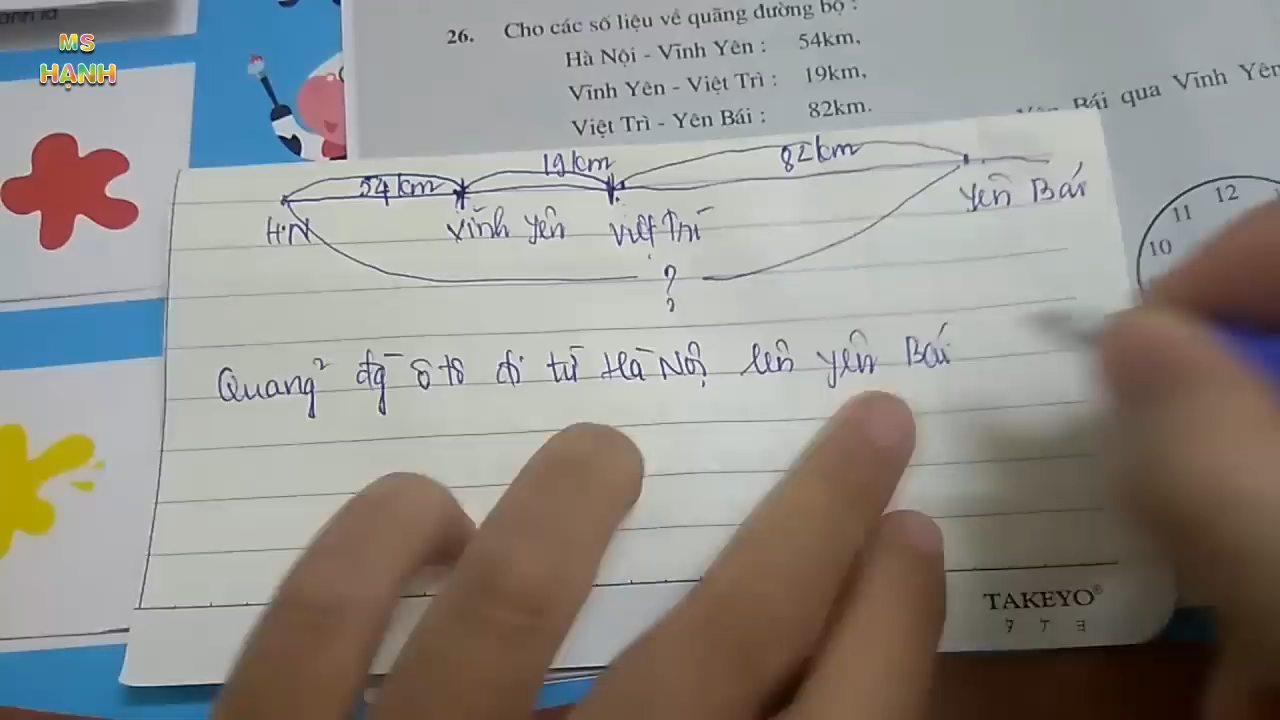 MS
HẠNH
26. Cho các số liệu về quãng đường bộ :
Hà Nội - Vĩnh Yên : 54km,
Vĩnh Yên - Việt Trì : 19km,
Việt Trì - Yên Bái : 82km.
Bái qua Vĩnh Yên
54km 19km 82km
H.N Vĩnh Yên Việt Trì Yên Bái
?
Quang² đg ô tô đi từ Hà Nội lên Yên Bái
10 11 12
TAKEYO®